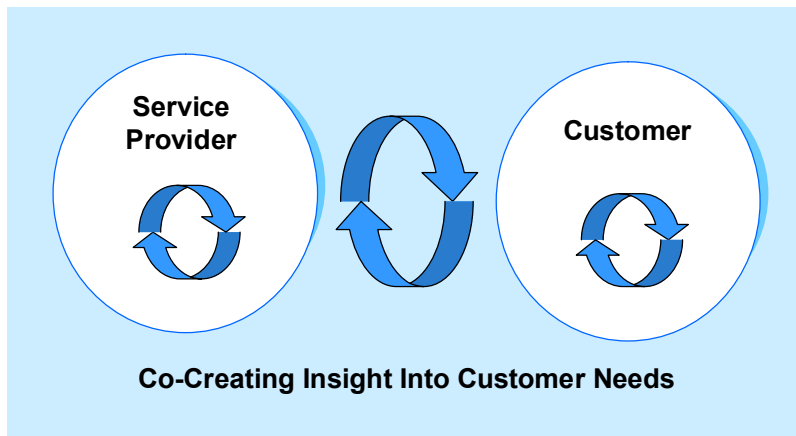 Service
Provider
Customer
Co-Creating Insight Into Customer Needs